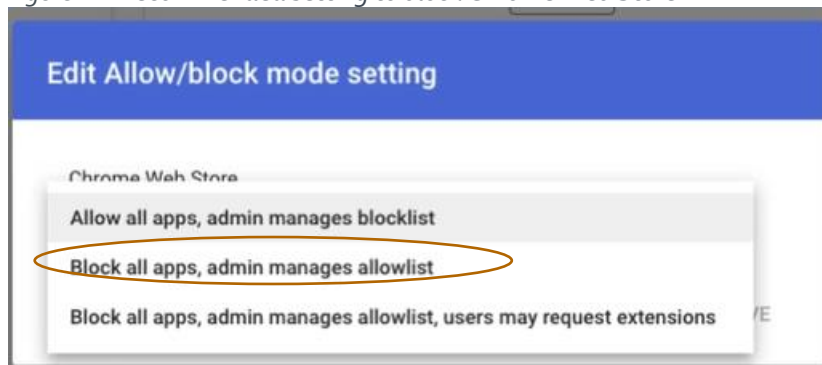 Edit Allow/block mode setting
Chrome Web Store
Allow all apps, admin manages blocklist
Block all apps, admin manages allowlist
Block all apps, admin manages allowlist, users may request extensions